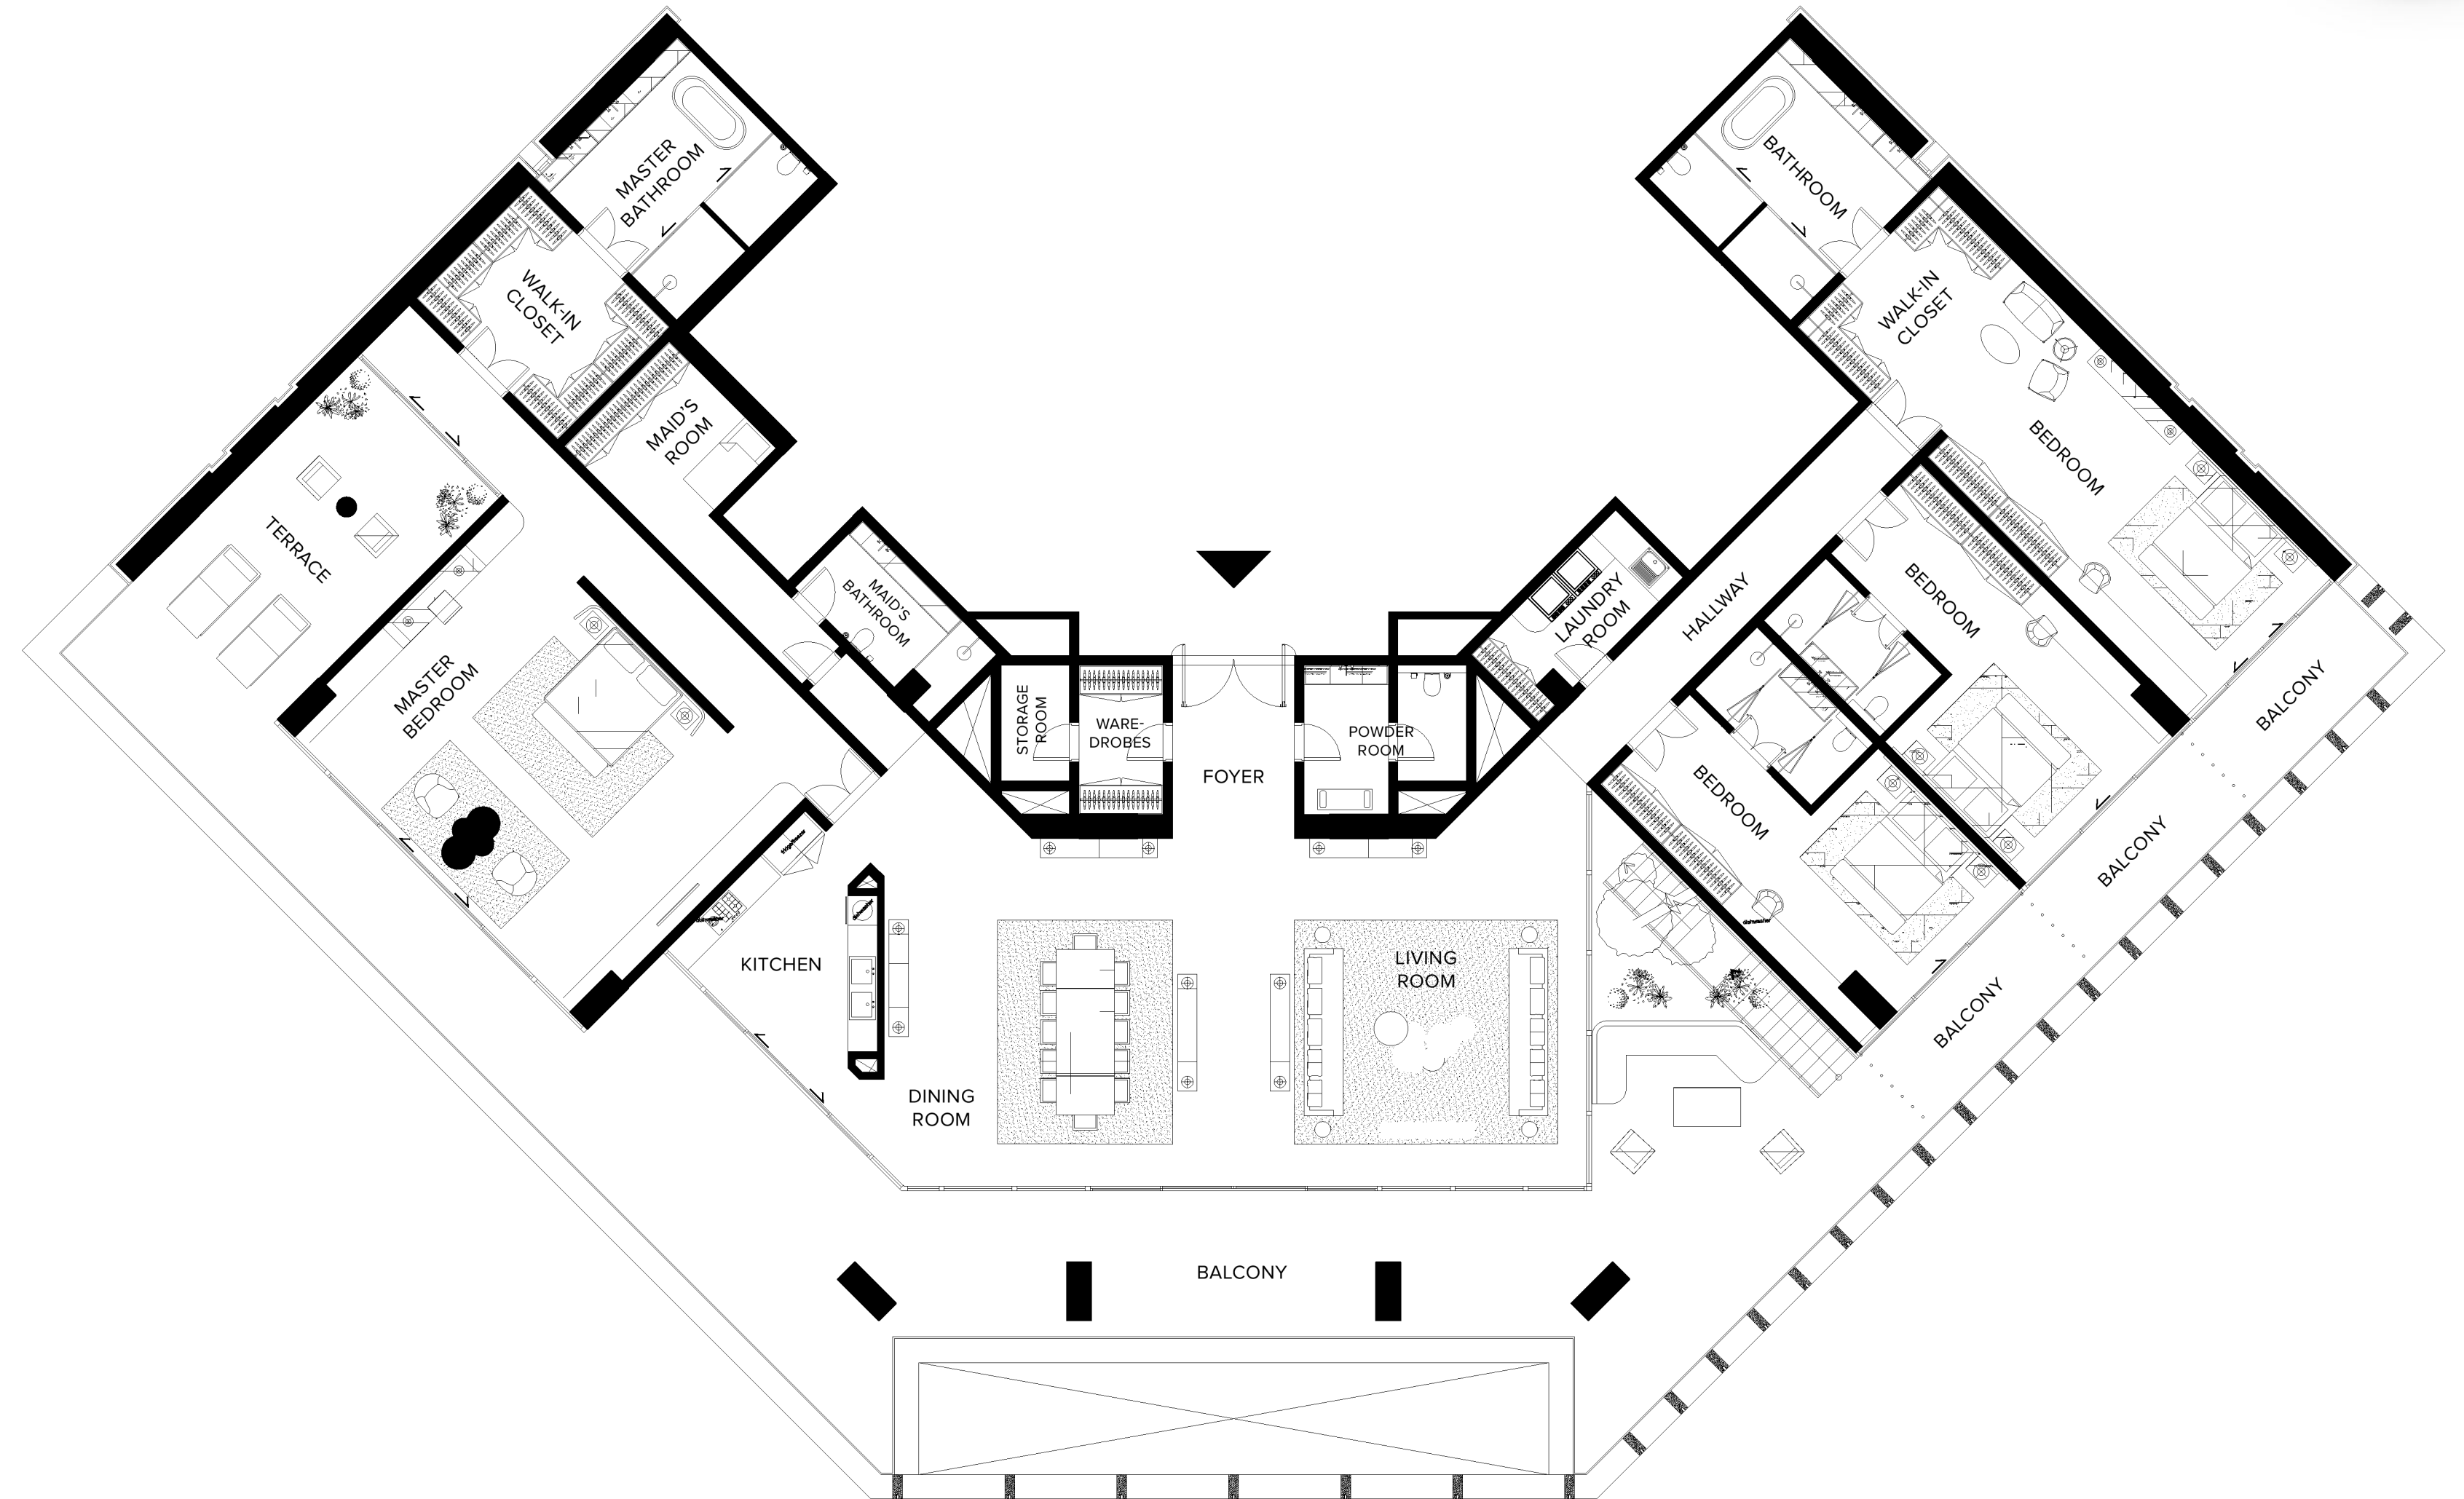 MASTER
BATHROOM
BATHROOM
WALK-IN
CLOSET
WALK-IN
CLOSET
MAID'S
ROOM
BEDROOM
TERRACE
MAID'S
BATHROOM
LAUNDRY
ROOM
HALLWAY
BEDROOM
MASTER
BEDROOM
STORAGE
ROOM
WARE-
DROBES
FOYER
POWDER
ROOM
BALCONY
BEDROOM
BALCONY
KITCHEN
LIVING
ROOM
BALCONY
DINING
ROOM
BALCONY
dishwasher